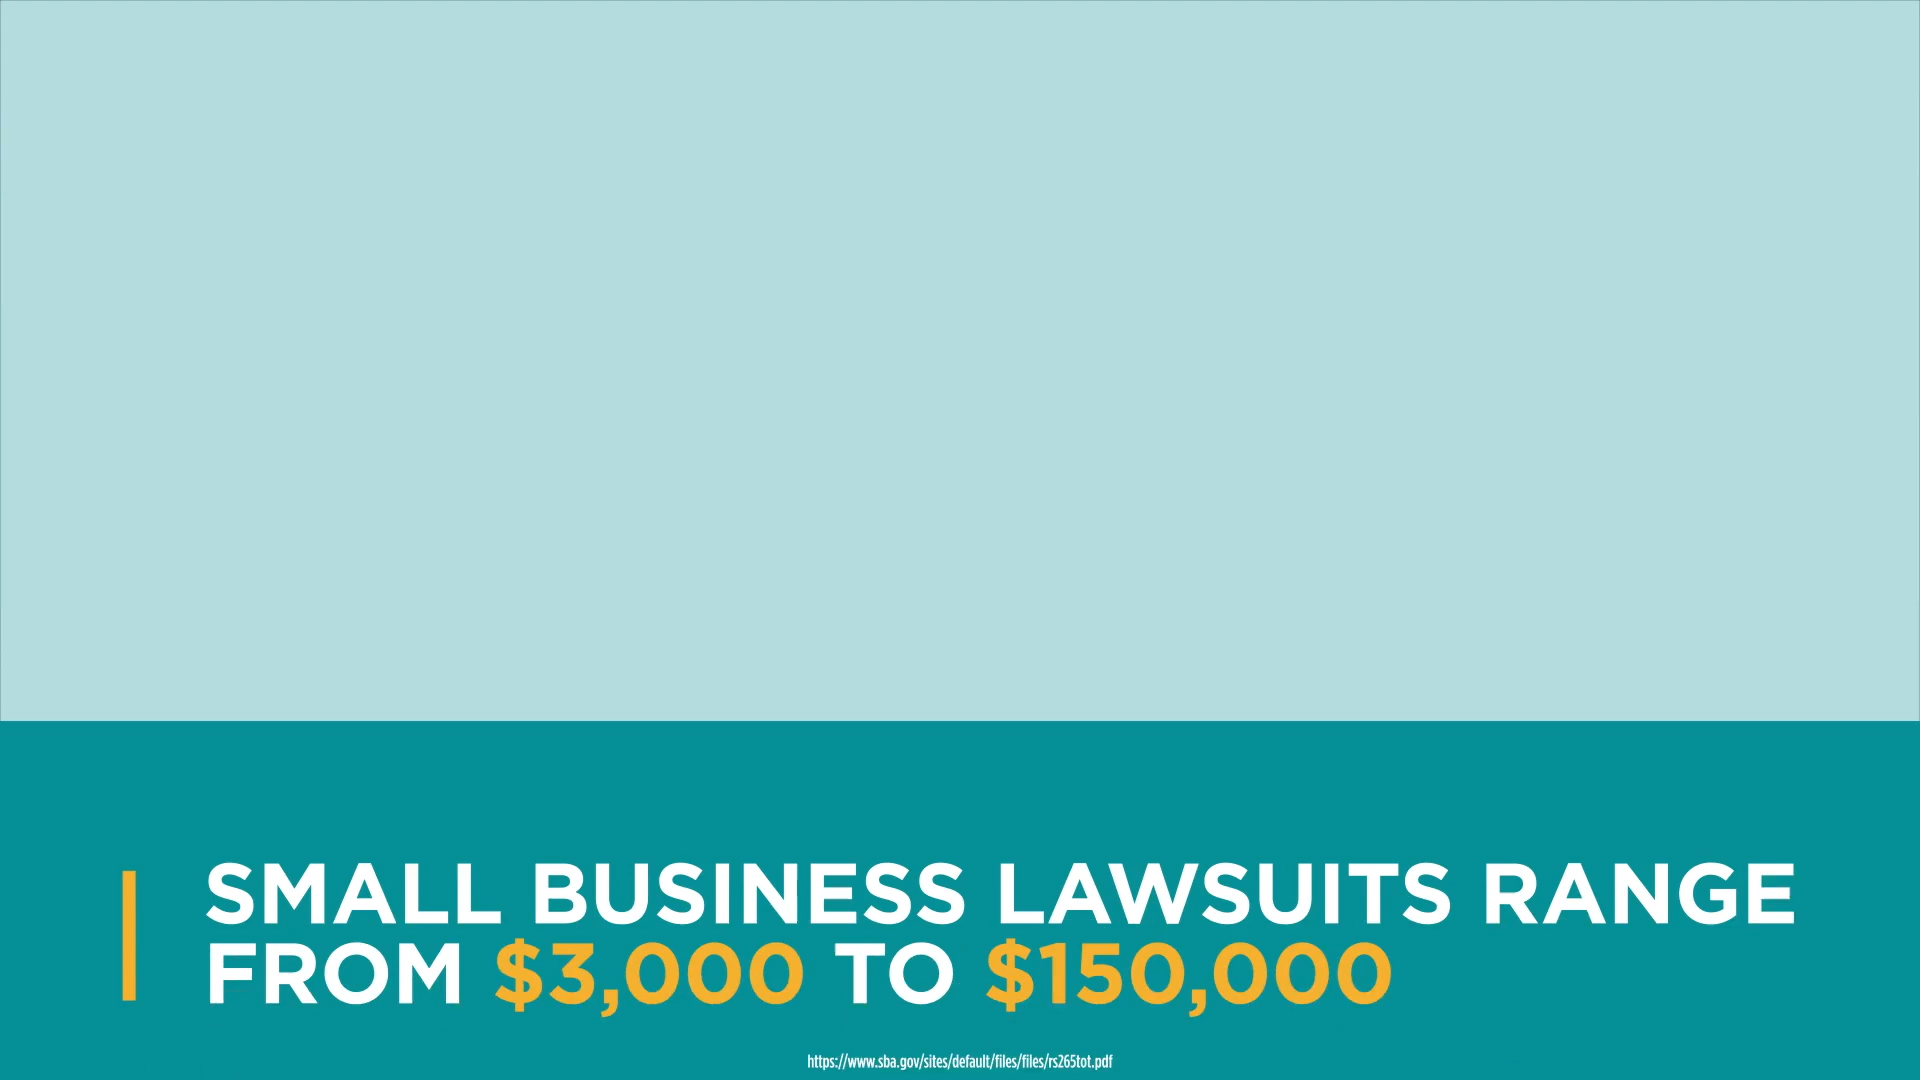 SMALL BUSINESS LAWSUITS RANGE
FROM $3,000 TO $150,000
https://www.sba.gov/sites/default/files/files/rs265tot.pdf